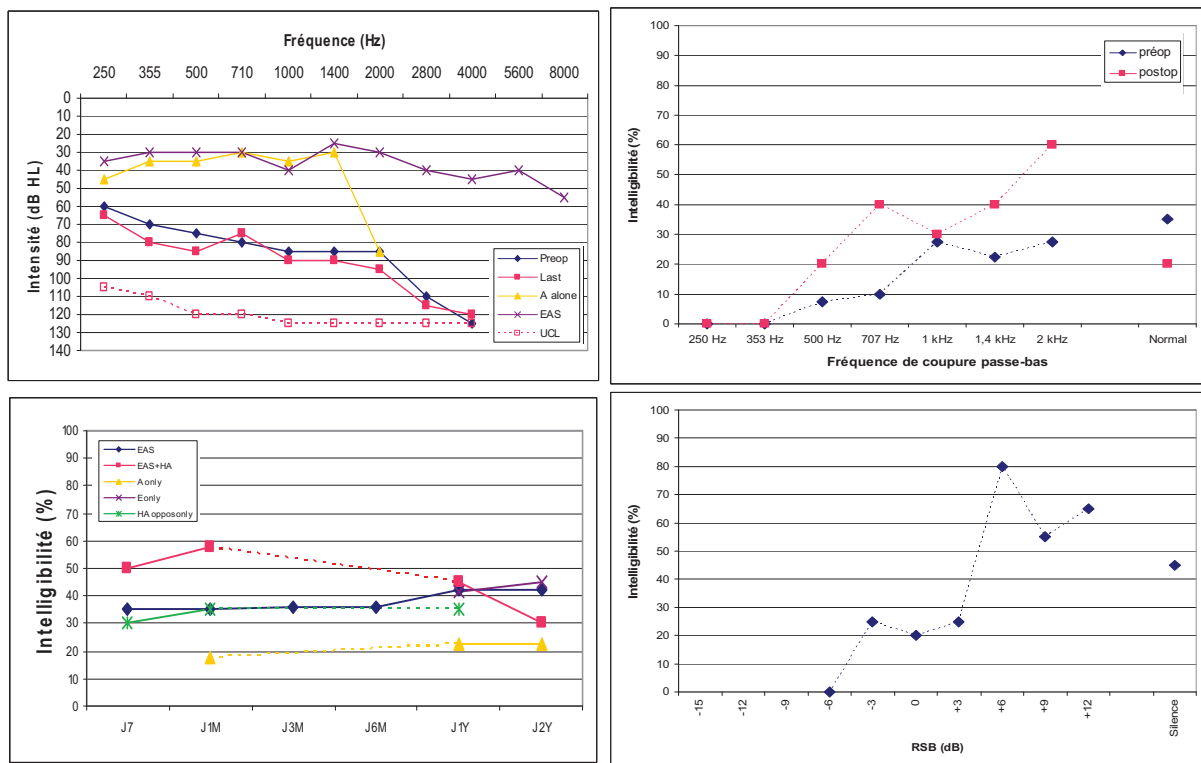 Fréquence (Hz)
250 355 500 710 1000 1400 2000 2800 4000 5600 8000
Intensité (dB HL)
0
10
20
30
40
50
60
70
80
90
100
110
120
130
140
Preop
Last
A alone
EAS
UCL
Intelligibilité (%)
100
90
80
70
60
50
40
30
20
10
0
préop
postop
250 Hz 353 Hz 500 Hz 707 Hz 1 kHz 1,4 kHz 2 kHz Normal
Fréquence de coupure passe-bas
Intelligibilité (%)
100
90
80
70
60
50
40
30
20
10
0
EAS
EAS+HA
A only
E only
HA oppos only
J7 J1M J3M J6M J1Y J2Y
Intelligibilité (%)
100
90
80
70
60
50
40
30
20
10
0
-15 -12 -9 -6 -3 0 +3 +6 +9 +12 Silence
RSB (dB)